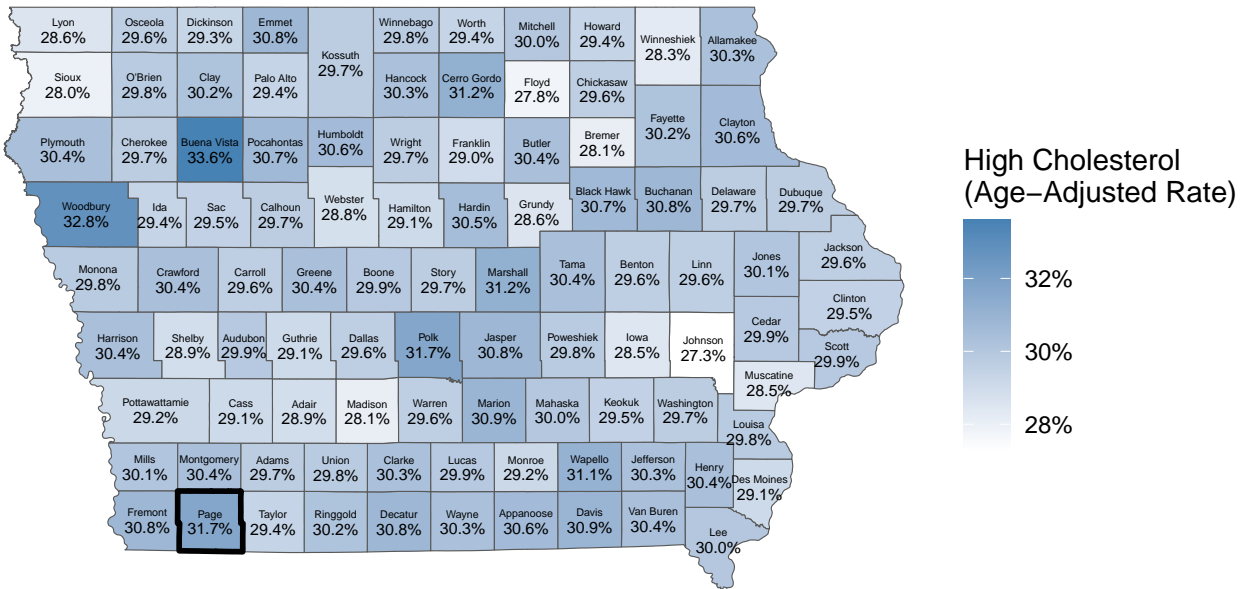 Lyon
28.6%
Osceola
29.6%
Dickinson
29.3%
Emmet
30.8%
Kossuth
29.7%
Winnebago
29.8%
Worth
29.4%
Mitchell
30.0%
Howard
29.4%
Winneshiek
28.3%
Allamakee
30.3%
Sioux
28.0%
O'Brien
29.8%
Clay
30.2%
Palo Alto
29.4%
Hancock
30.3%
Cerro Gordo
31.2%
Floyd
27.8%
Chickasaw
29.6%
Fayette
30.2%
Clayton
30.6%
Plymouth
30.4%
Cherokee
29.7%
Buena Vista
33.6%
Pocahontas
30.7%
Humboldt
30.6%
Wright
29.7%
Franklin
29.0%
Butler
30.4%
Bremer
28.1%
Woodbury
32.8%
Ida
29.4%
Sac
29.5%
Calhoun
29.7%
Webster
28.8%
Hamilton
29.1%
Hardin
30.5%
Grundy
28.6%
Black Hawk
30.7%
Buchanan
30.8%
Delaware
29.7%
Dubuque
29.7%
Monona
29.8%
Crawford
30.4%
Carroll
29.6%
Greene
30.4%
Boone
29.9%
Story
29.7%
Marshall
31.2%
Tama
30.4%
Benton
29.6%
Linn
29.6%
Jones
30.1%
Jackson
29.6%
Clinton
29.5%
Harrison
30.4%
Shelby
28.9%
Audubon
29.9%
Guthrie
29.1%
Dallas
29.6%
Polk
31.7%
Jasper
30.8%
Poweshiek
29.8%
Iowa
28.5%
Johnson
27.3%
Cedar
29.9%
Scott
29.9%
Muscatine
28.5%
Pottawattamie
29.2%
Cass
29.1%
Adair
28.9%
Madison
28.1%
Warren
29.6%
Marion
30.9%
Mahaska
30.0%
Keokuk
29.5%
Washington
29.7%
Louisa
29.8%
Mills
30.1%
Montgomery
30.4%
Adams
29.7%
Union
29.8%
Clarke
30.3%
Lucas
29.9%
Monroe
29.2%
Wapello
31.1%
Jefferson
30.3%
Henry
30.4%
Des Moines
29.1%
Fremont
30.8%
Page
31.7%
Taylor
29.4%
Ringgold
30.2%
Decatur
30.8%
Wayne
30.3%
Appanoose
30.6%
Davis
30.9%
Van Buren
30.4%
Lee
30.0%
High Cholesterol
(Age−Adjusted Rate)
32%
30%
28%